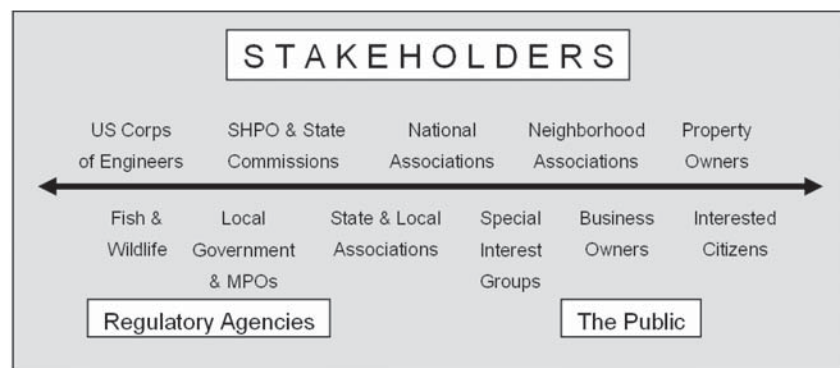 STAKEHOLDERS
US Corps
of Engineers
SHPO & State
Commissions
National
Associations
Neighborhood
Associations
Property
Owners
Fish &
Wildlife
Local
Government
& MPOs
State & Local
Associations
Special
Interest
Groups
Business
Owners
Interested
Citizens
Regulatory Agencies
The Public